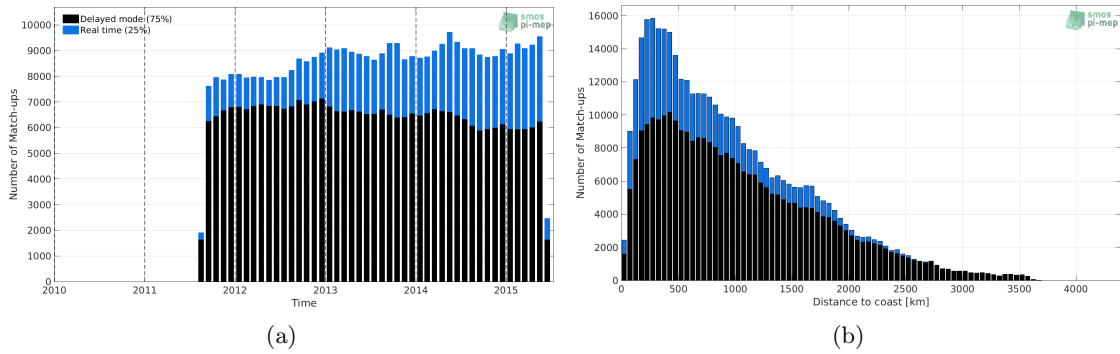 Delayed mode (75%)
Real time (25%)
smos
pi-mep
Number of Match-ups
10000
9000
8000
7000
6000
5000
4000
3000
2000
1000
0
2010 2011 2012 2013 2014 2015
Time
(a)
smos
pi-mep
Number of Match-ups
16000
14000
12000
10000
8000
6000
4000
2000
0
0 500 1000 1500 2000 2500 3000 3500 4000
Distance to coast [km]
(b)